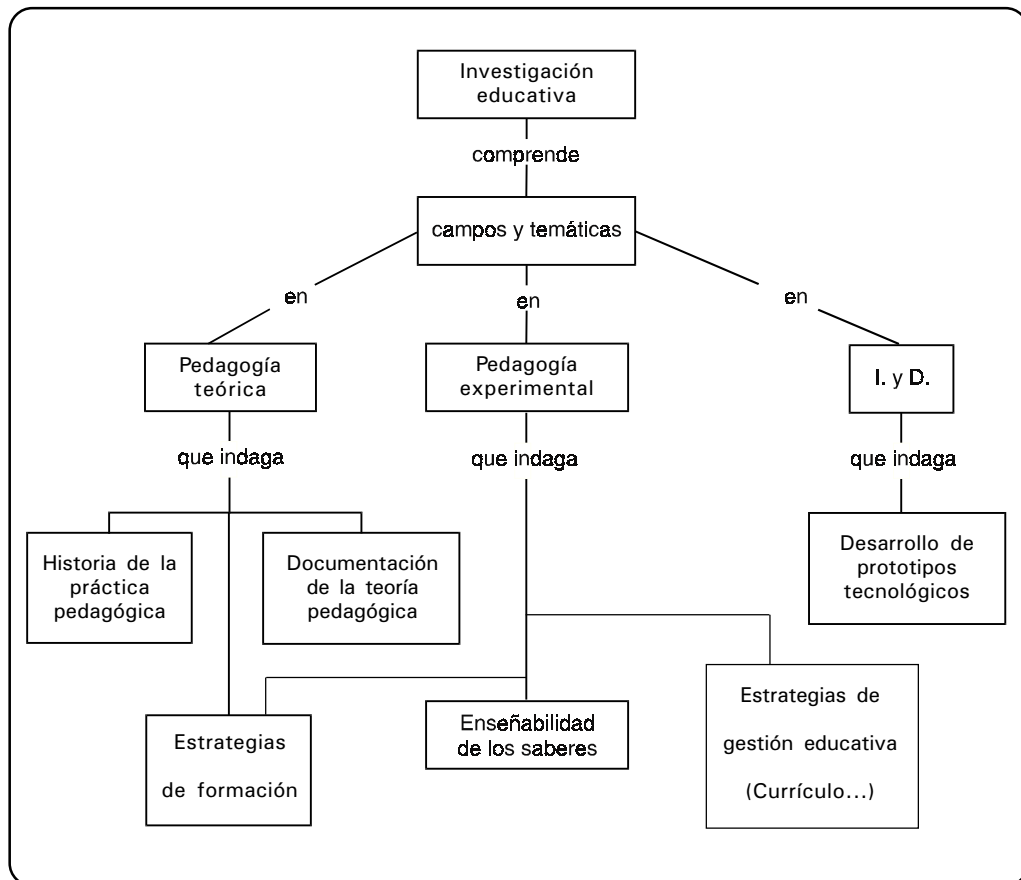 Investigación
educativa
comprende
campos y temáticas
en
en
en
Pedagogía
teórica
Pedagogía
experimental
I. y D.
que indaga
que indaga
que indaga
Historia de la
práctica
pedagógica
Documentación
de la teoría
pedagógica
Desarrollo de
prototipos
tecnológicos
Estrategias
de formación
Enseñabilidad
de los saberes
Estrategias de
gestión educativa
(Currículo...)